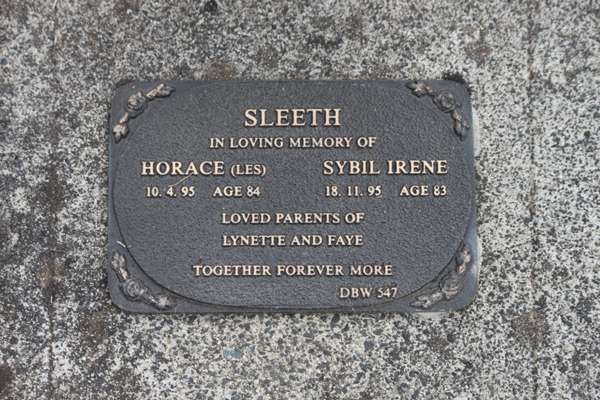 SLEETH
IN LOVING MEMORY OF
HORACE (LES) SYBIL IRENE
10. 4. 95 AGE 84 18. 11. 95 AGE 83
LOVED PARENTS OF
LYNETTE AND FAYE
TOGETHER FOREVER MORE
DBW 547